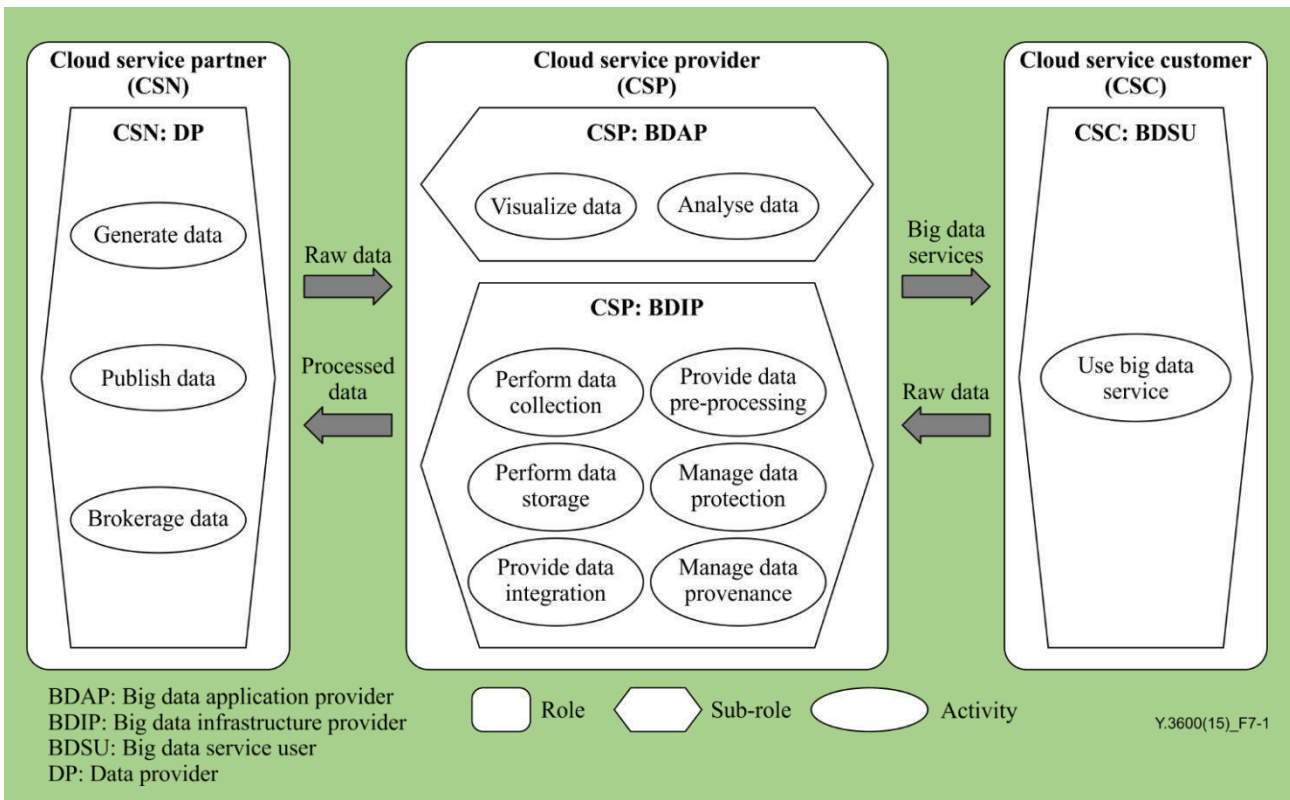 Cloud service partner
(CSN)
CSN: DP
Generate data
Publish data
Brokerage data
Raw data
Processed
data
Cloud service provider
(CSP)
CSP: BDAP
Visualize data
Analyse data
CSP: BDIP
Perform data
collection
Provide data
pre-processing
Perform data
storage
Manage data
protection
Provide data
integration
Manage data
provenance
Big data
services
Raw data
Cloud service customer
(CSC)
CSC: BDSU
Use big data
service
BDAP: Big data application provider
BDIP: Big data infrastructure provider
BDSU: Big data service user
DP: Data provider
Role
Sub-role
Activity
Y.3600(15)_F7-1